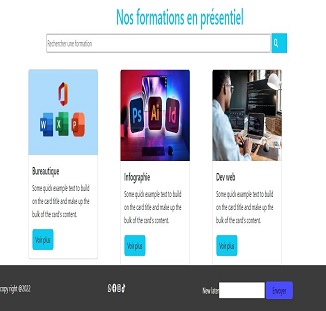 Nos formations en présentiel
Rechercher une formation
W X P
Ps Ai Id
Bureautique
Some quick example text to build
on the card title and make up the
bulk of the card's content.
Voir plus
Infographie
Some quick example text to build
on the card title and make up the
bulk of the card's content.
Voir plus
Dev web
Some quick example text to build
on the card title and make up the
bulk of the card's content.
Voir plus
copy right @2022
New later
Envoyer